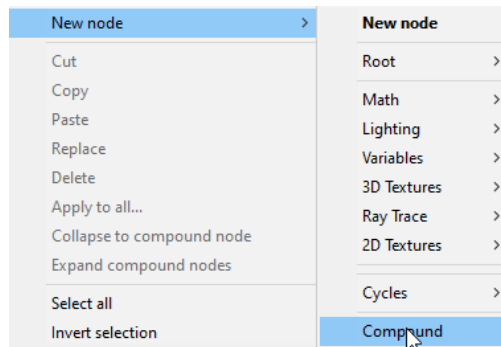 New node
Cut
Copy
Paste
Replace
Delete
Apply to all...
Collapse to compound node
Expand compound nodes
Select all
Invert selection
New node
Root
Math
Lighting
Variables
3D Textures
Ray Trace
2D Textures
Cycles
Compound